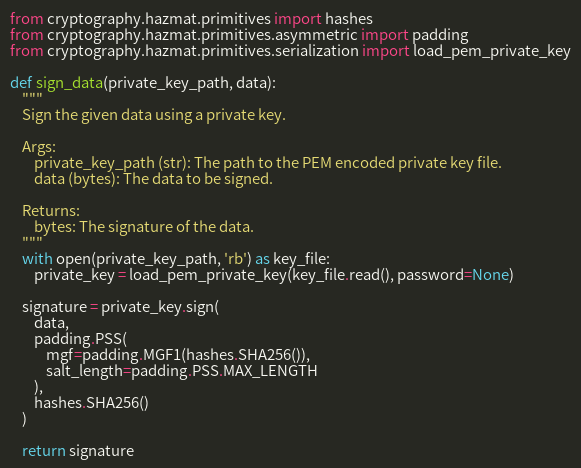 from cryptography.hazmat.primitives import hashes
from cryptography.hazmat.primitives.asymmetric import padding
from cryptography.hazmat.primitives.serialization import load_pem_private_key

def sign_data(private_key_path, data):
    """
    Sign the given data using a private key.

    Args:
        private_key_path (str): The path to the PEM encoded private key file.
        data (bytes): The data to be signed.

    Returns:
        bytes: The signature of the data.
    """
    with open(private_key_path, 'rb') as key_file:
        private_key = load_pem_private_key(key_file.read(), password=None)

    signature = private_key.sign(
        data,
        padding.PSS(
            mgf=padding.MGF1(hashes.SHA256()),
            salt_length=padding.PSS.MAX_LENGTH
        ),
        hashes.SHA256()
    )

    return signature